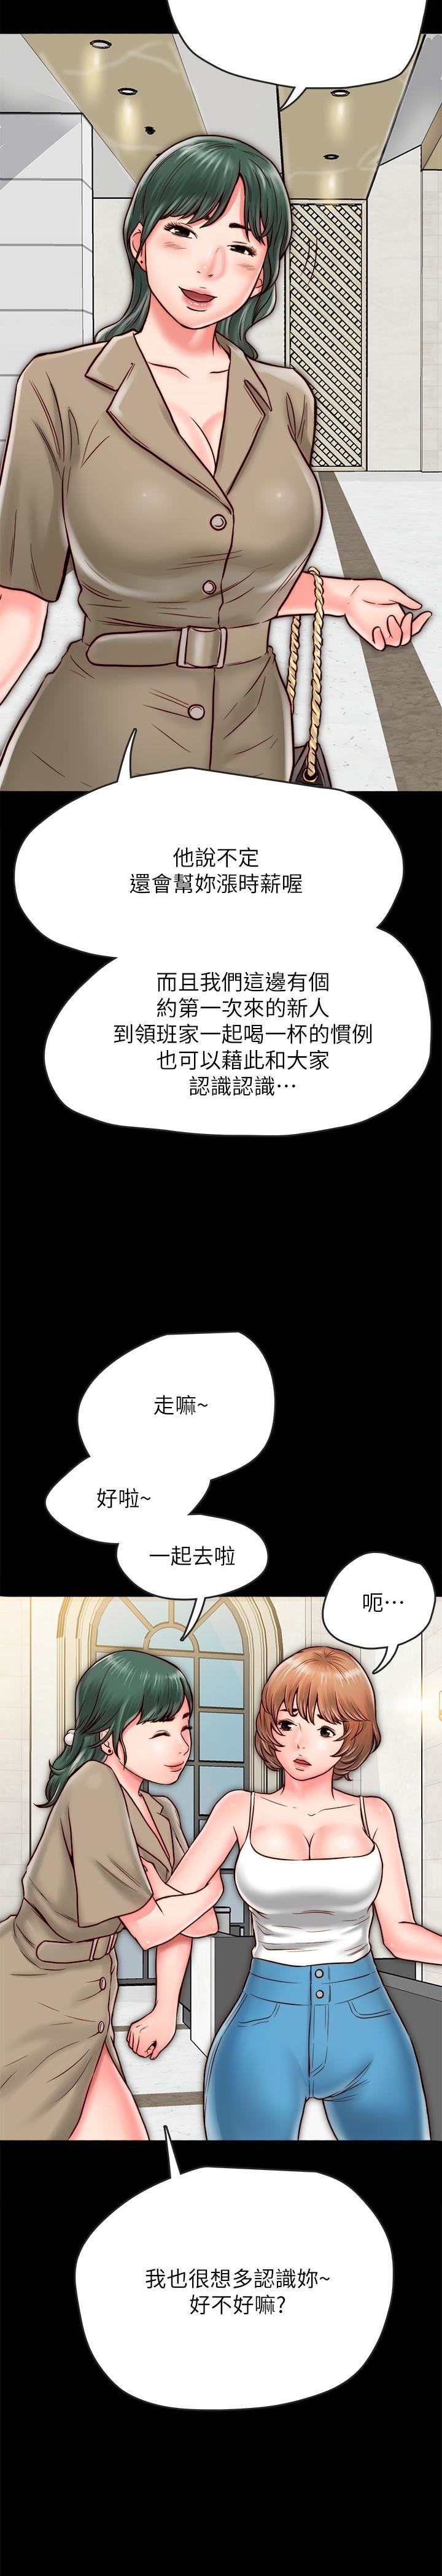 他說不定
還會幫妳漲時薪喔
而且我們這邊有個
約第一次來的新人
到領班家一起喝一杯的慣例
也可以藉此和大家
認識認識⋯
走嘛~
好啦~
一起去啦
呃⋯
我也很想多認識妳~
好不好嘛?